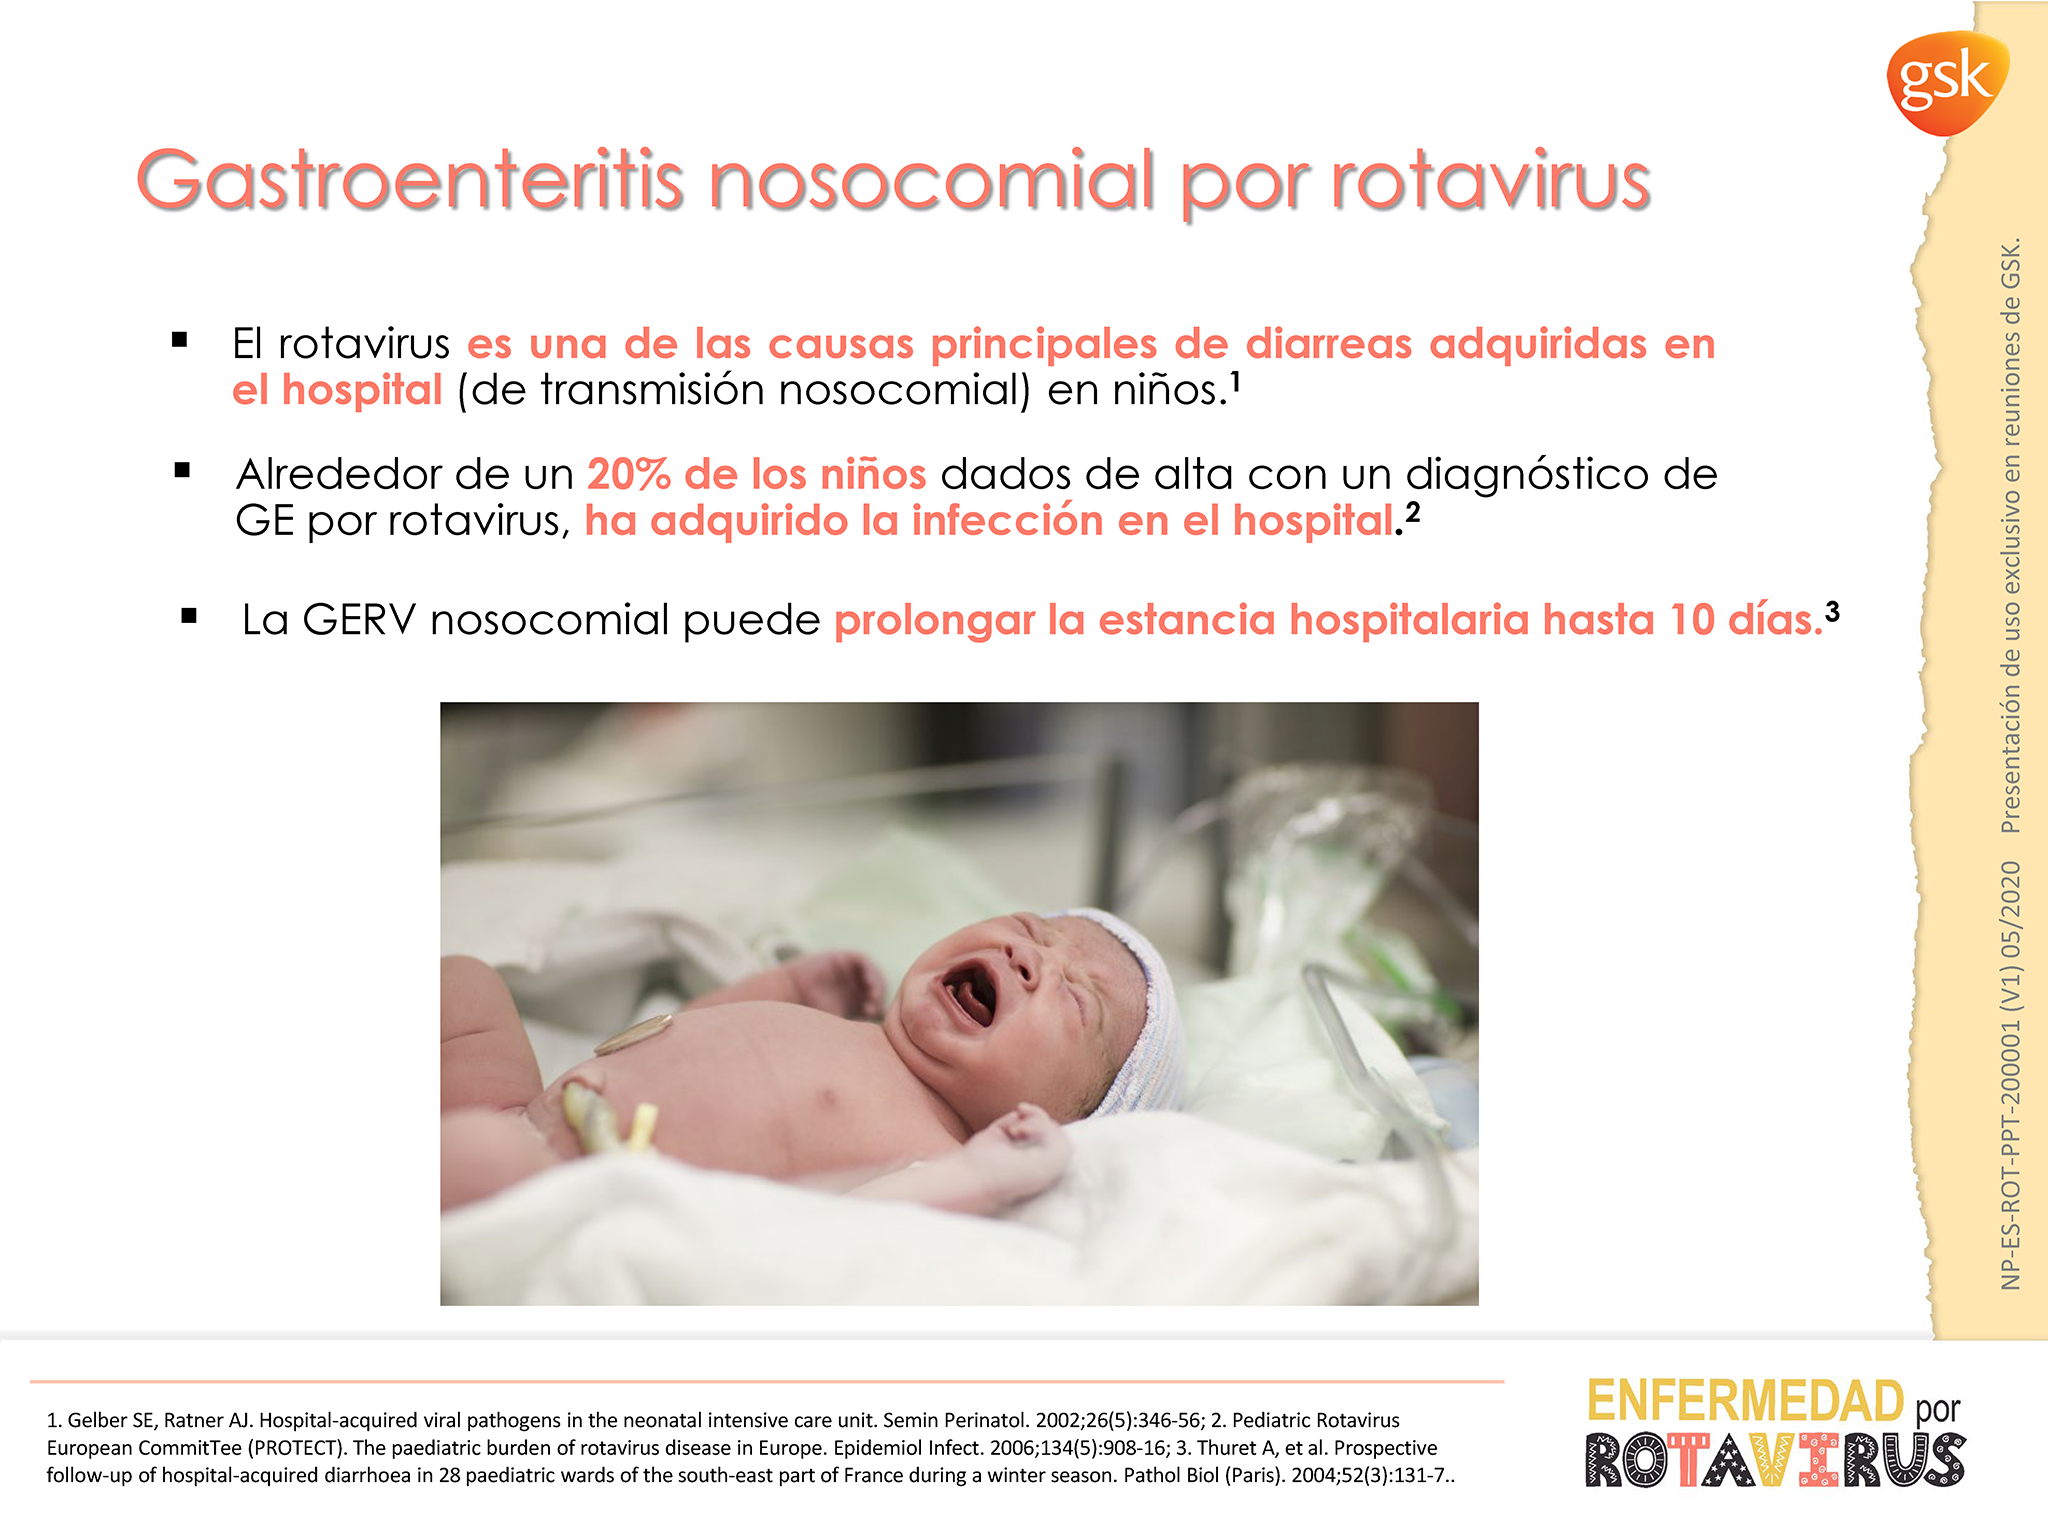 gsk
Gastroenteritis nosocomial por rotavirus
▪ El rotavirus es una de las causas principales de diarreas adquiridas en
el hospital (de transmisión nosocomial) en niños.1
▪ Alrededor de un 20% de los niños dados de alta con un diagnóstico de
GE por rotavirus, ha adquirido la infección en el hospital.2
▪ La GERV nosocomial puede prolongar la estancia hospitalaria hasta 10 días.3
NP-ES-ROT-PPT-200001 (V1) 05/2020 Presentación de uso exclusivo en reuniones de GSK.
1. Gelber SE, Ratner AJ. Hospital-acquired viral pathogens in the neonatal intensive care unit. Semin Perinatol. 2002;26(5):346-56; 2. Pediatric Rotavirus
European CommitTee (PROTECT). The paediatric burden of rotavirus disease in Europe. Epidemiol Infect. 2006;134(5):908-16; 3. Thuret A, et al. Prospective
follow-up of hospital-acquired diarrhoea in 28 paediatric wards of the south-east part of France during a winter season. Pathol Biol (Paris). 2004;52(3):131-7..
ENFERMEDAD por
ROTAVIRUS